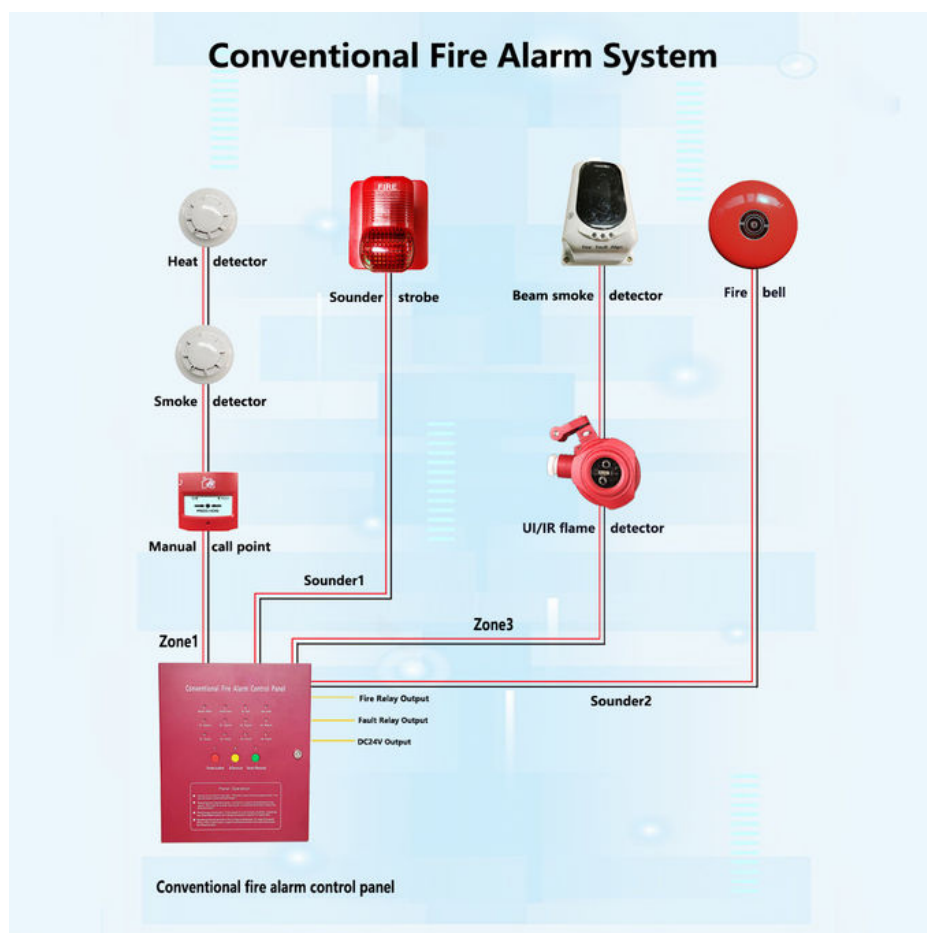 Conventional Fire Alarm System
FIRE
Heat detector
Sounder strobe
Beam smoke detector
Fire bell
Smoke detector
UI/IR flame detector
Manual call point
Sounder1
Zone3
Zone1
Sounder2
Conventional Fire Alarm Control Panel
Fire Relay Output
Fault Relay Output
DC24V Output
Conventional fire alarm control panel